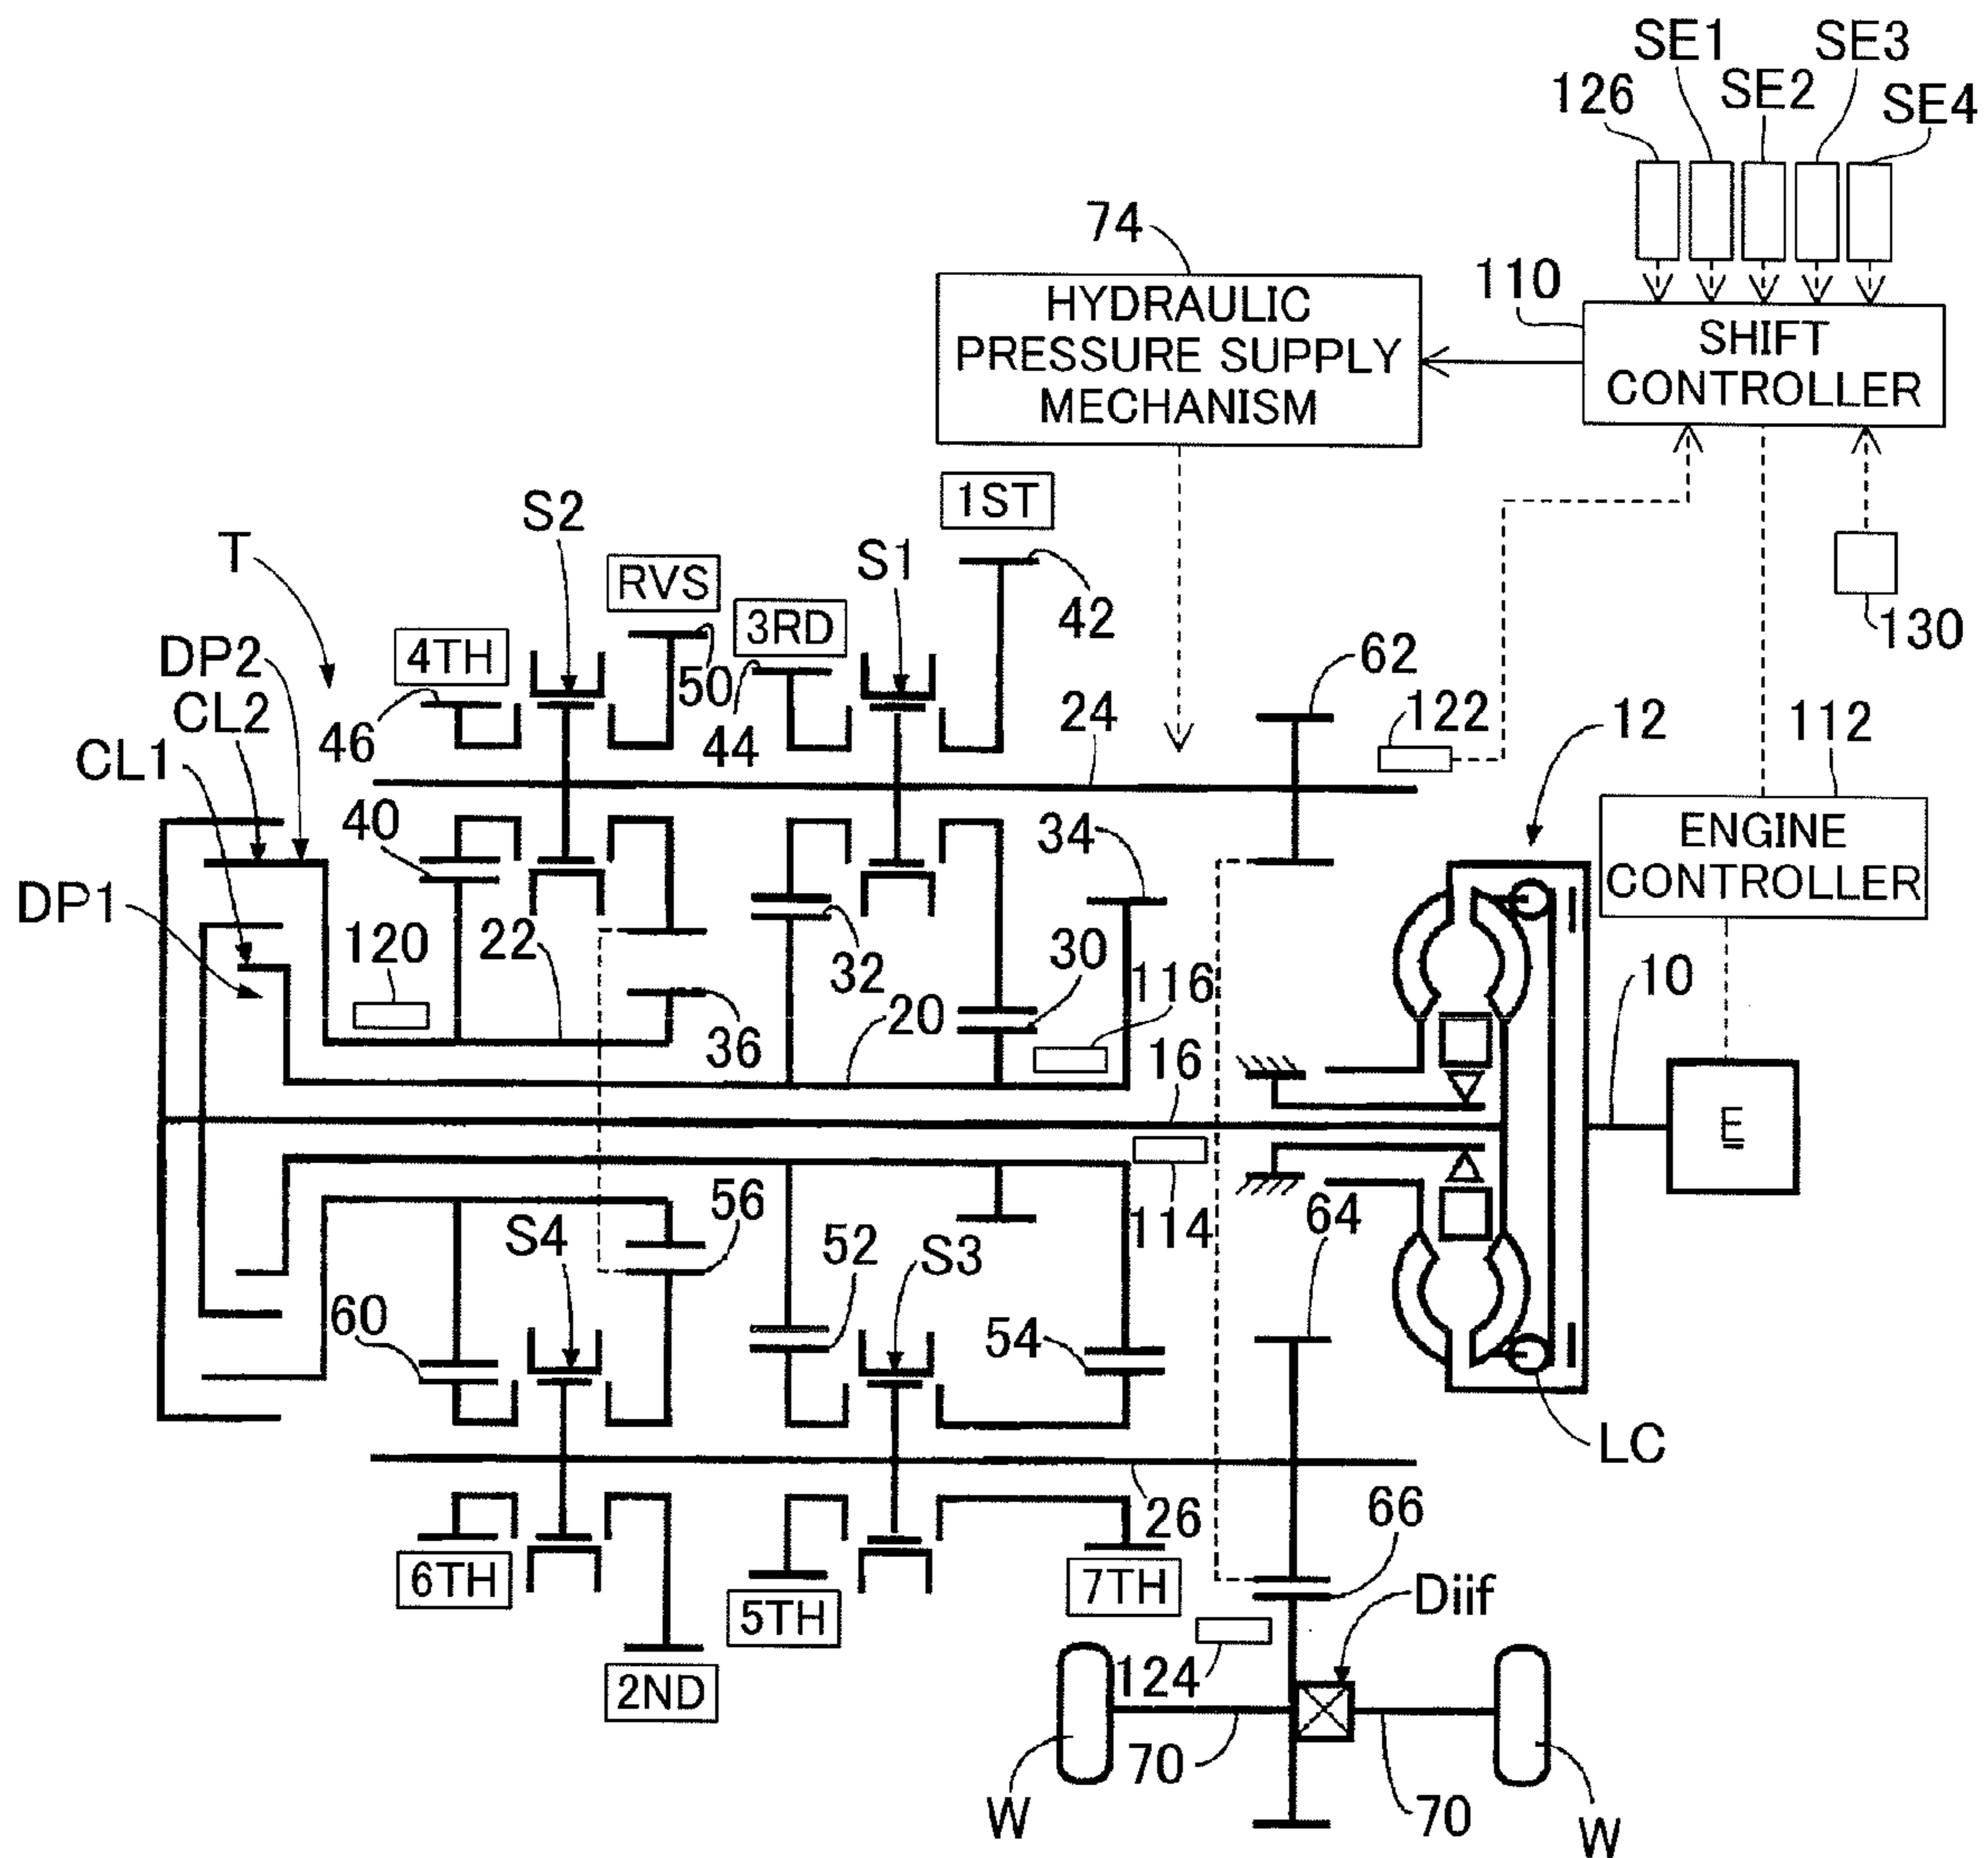 SE1
SE3
SE2
126
SE4
74
110
HYDRAULIC
PRESSURE SUPPLY
MECHANISM
SHIFT
CONTROLLER
1ST
S2
T
RVS
S1
42
3RD
130
4TH
DP2
50
62
CL2
46
44
24
122
12
112
CL1
40
34
ENGINE
CONTROLLER
DP1
120
22
32
30
116
10
36
20
16
E
56
114
64
S4
52
S3
60
54
LC
26
66
6TH
7TH
5TH
Diif
2ND
124
70
70
W
W